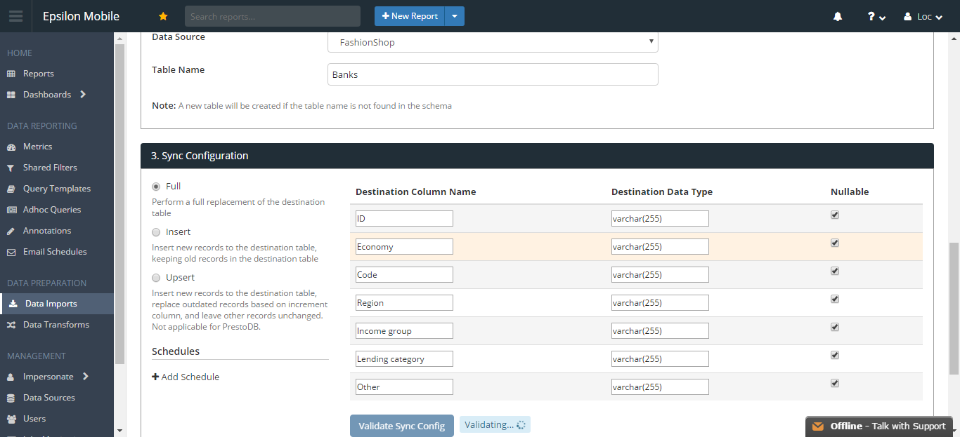 Epsilon Mobile
Search reports...
New Report
?
Loc
HOME
Reports
Dashboards
DATA REPORTING
Metrics
Shared Filters
Query Templates
Adhoc Queries
Annotations
Email Schedules
DATA PREPARATION
Data Imports
Data Transforms
MANAGEMENT
Impersonate
Data Sources
Users
Data Source
FashionShop
Table Name
Banks
Note: A new table will be created if the table name is not found in the schema
3. Sync Configuration
Full
Perform a full replacement of the destination
table
Insert
Insert new records to the destination table,
keeping old records in the destination table
Upsert
Insert new records to the destination table,
replace outdated records based on increment
column, and leave other records unchanged.
Not applicable for PrestoDB.
Schedules
Add Schedule
Destination Column Name Destination Data Type Nullable
ID varchar(255)
Economy varchar(255)
Code varchar(255)
Region varchar(255)
Income group varchar(255)
Lending category varchar(255)
Other varchar(255)
Validate Sync Config Validating...
Offline - Talk with Support